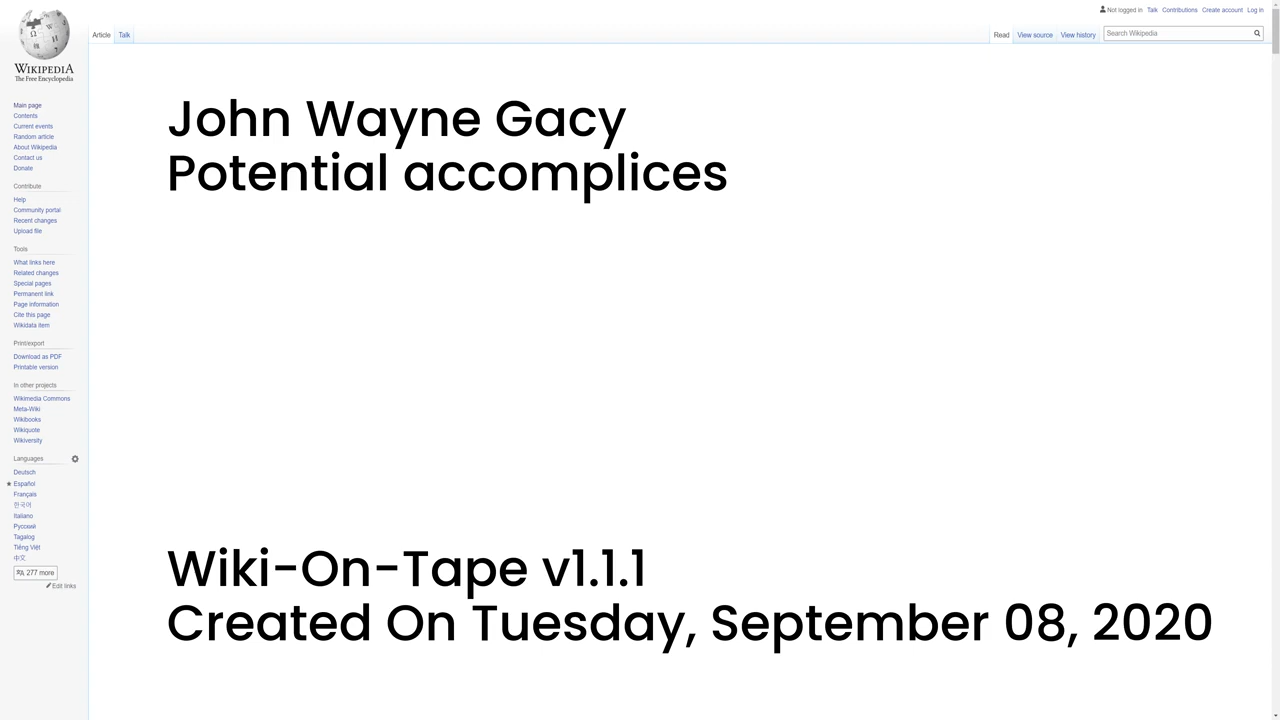 Not logged in Talk Contributions Create account Log in
Article Talk Read View source View history Search Wikipedia
WIKIPEDIA
The Free Encyclopedia
Main page
Contents
Current events
Random article
About Wikipedia
Contact us
Donate
Contribute
Help
Community portal
Recent changes
Upload file
Tools
What links here
Related changes
Special pages
Permanent link
Page information
Cite this page
Wikidata item
Print/export
Download as PDF
Printable version
In other projects
Wikimedia Commons
Meta-Wiki
Wikibooks
Wikiquote
Wikiversity
Languages
Deutsch
Español
Français
한국어
Italiano
Русский
Tagalog
Tiếng Việt
中文
277 more
Edit links
John Wayne Gacy
Potential accomplices
Wiki-On-Tape v1.1.1
Created On Tuesday, September 08, 2020